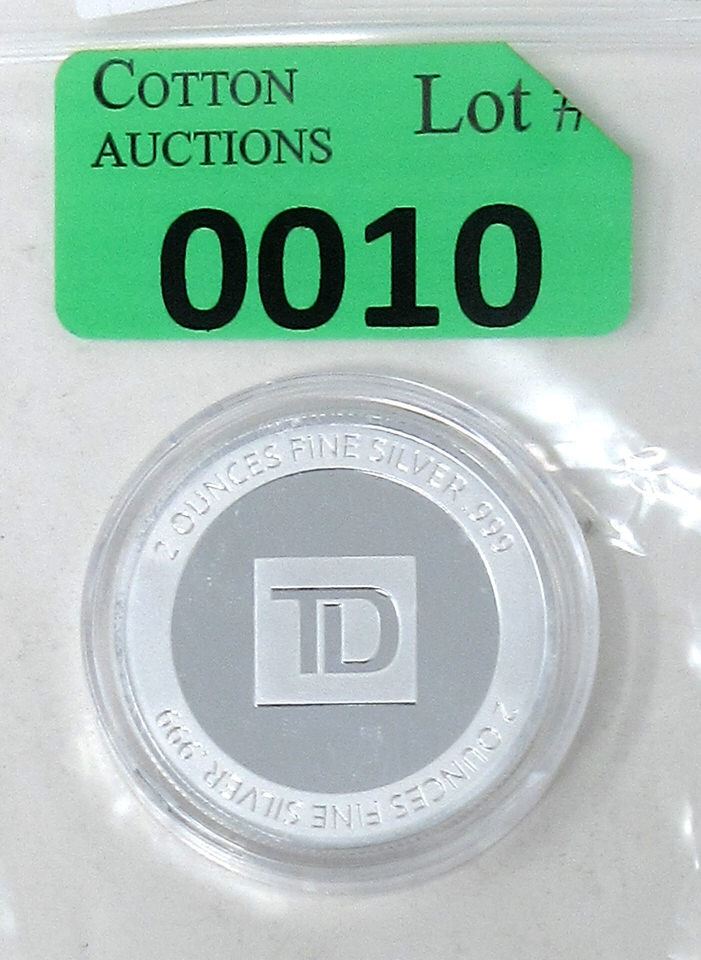 COTTON
AUCTIONS
Lot #
0010
2 OUNCES FINE SILVER .999
TD
2 OUNCES FINE SILVER .999